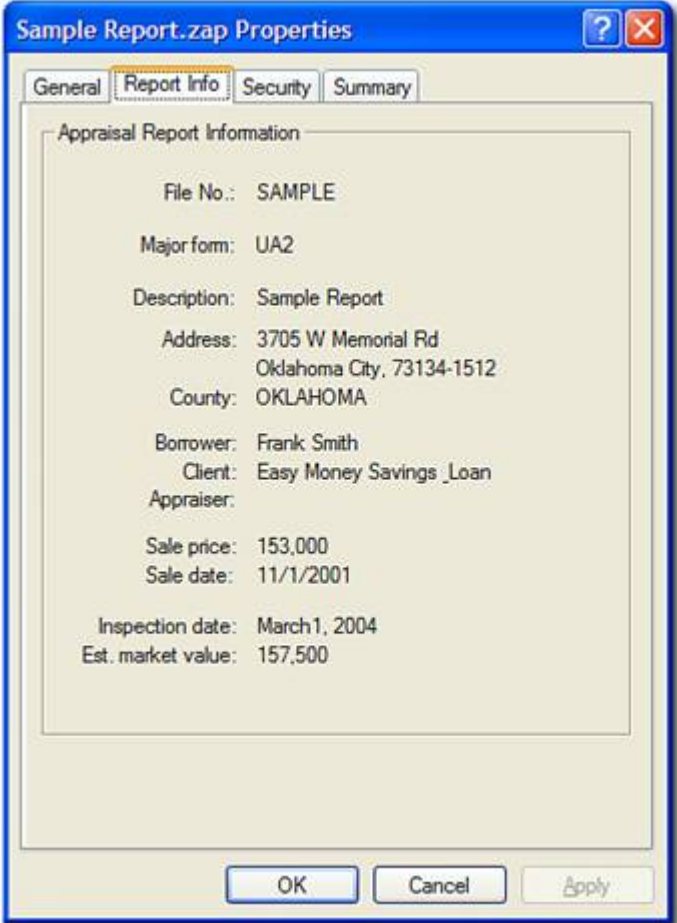 Sample Report.zap Properties
General Report Info Security Summary
Appraisal Report Information
File No.: SAMPLE
Major form: UA2
Description: Sample Report
Address: 3705 W Memorial Rd
Oklahoma City, 73134-1512
County: OKLAHOMA
Borrower: Frank Smith
Client: Easy Money Savings _Loan
Appraiser:
Sale price: 153,000
Sale date: 11/1/2001
Inspection date: March1, 2004
Est. market value: 157,500
OK Cancel Apply